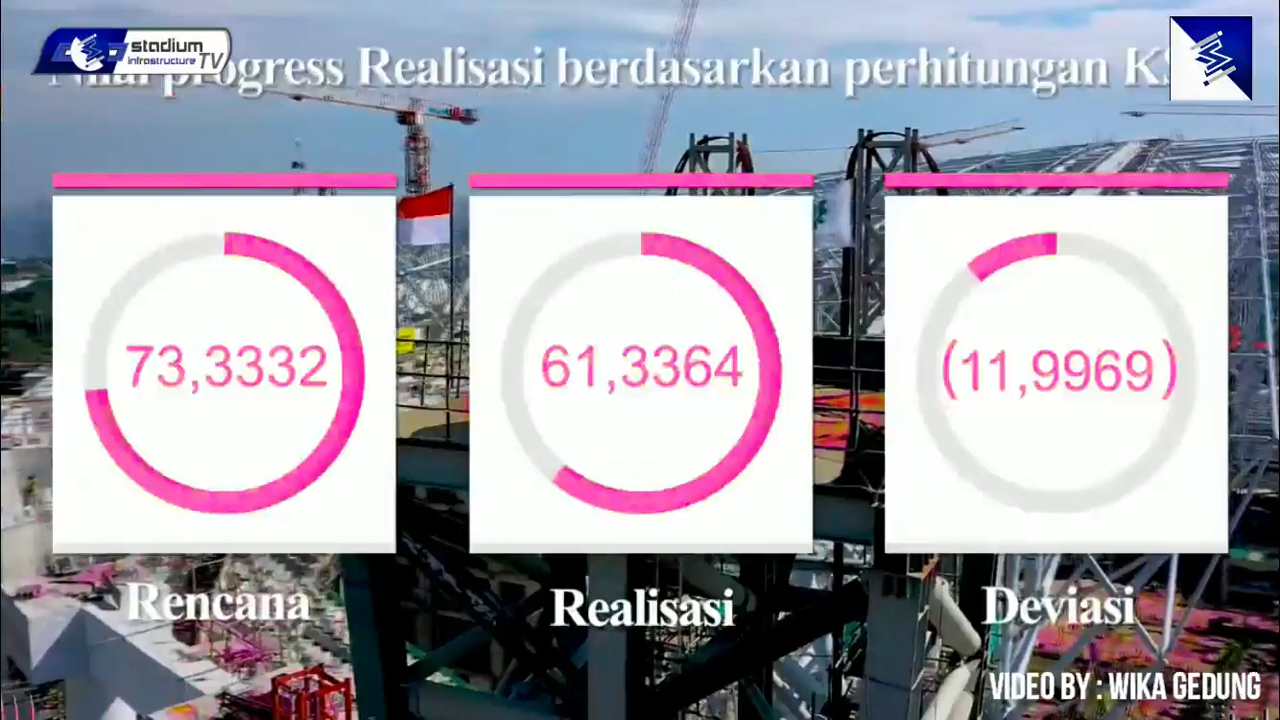 stadium
infrastructure TV
progress Realisasi berdasarkan perhitungan
73,3332
61,3364
(11,9969)
Rencana
Realisasi
Deviasi
VIDEO BY : WIKA GEDUNG